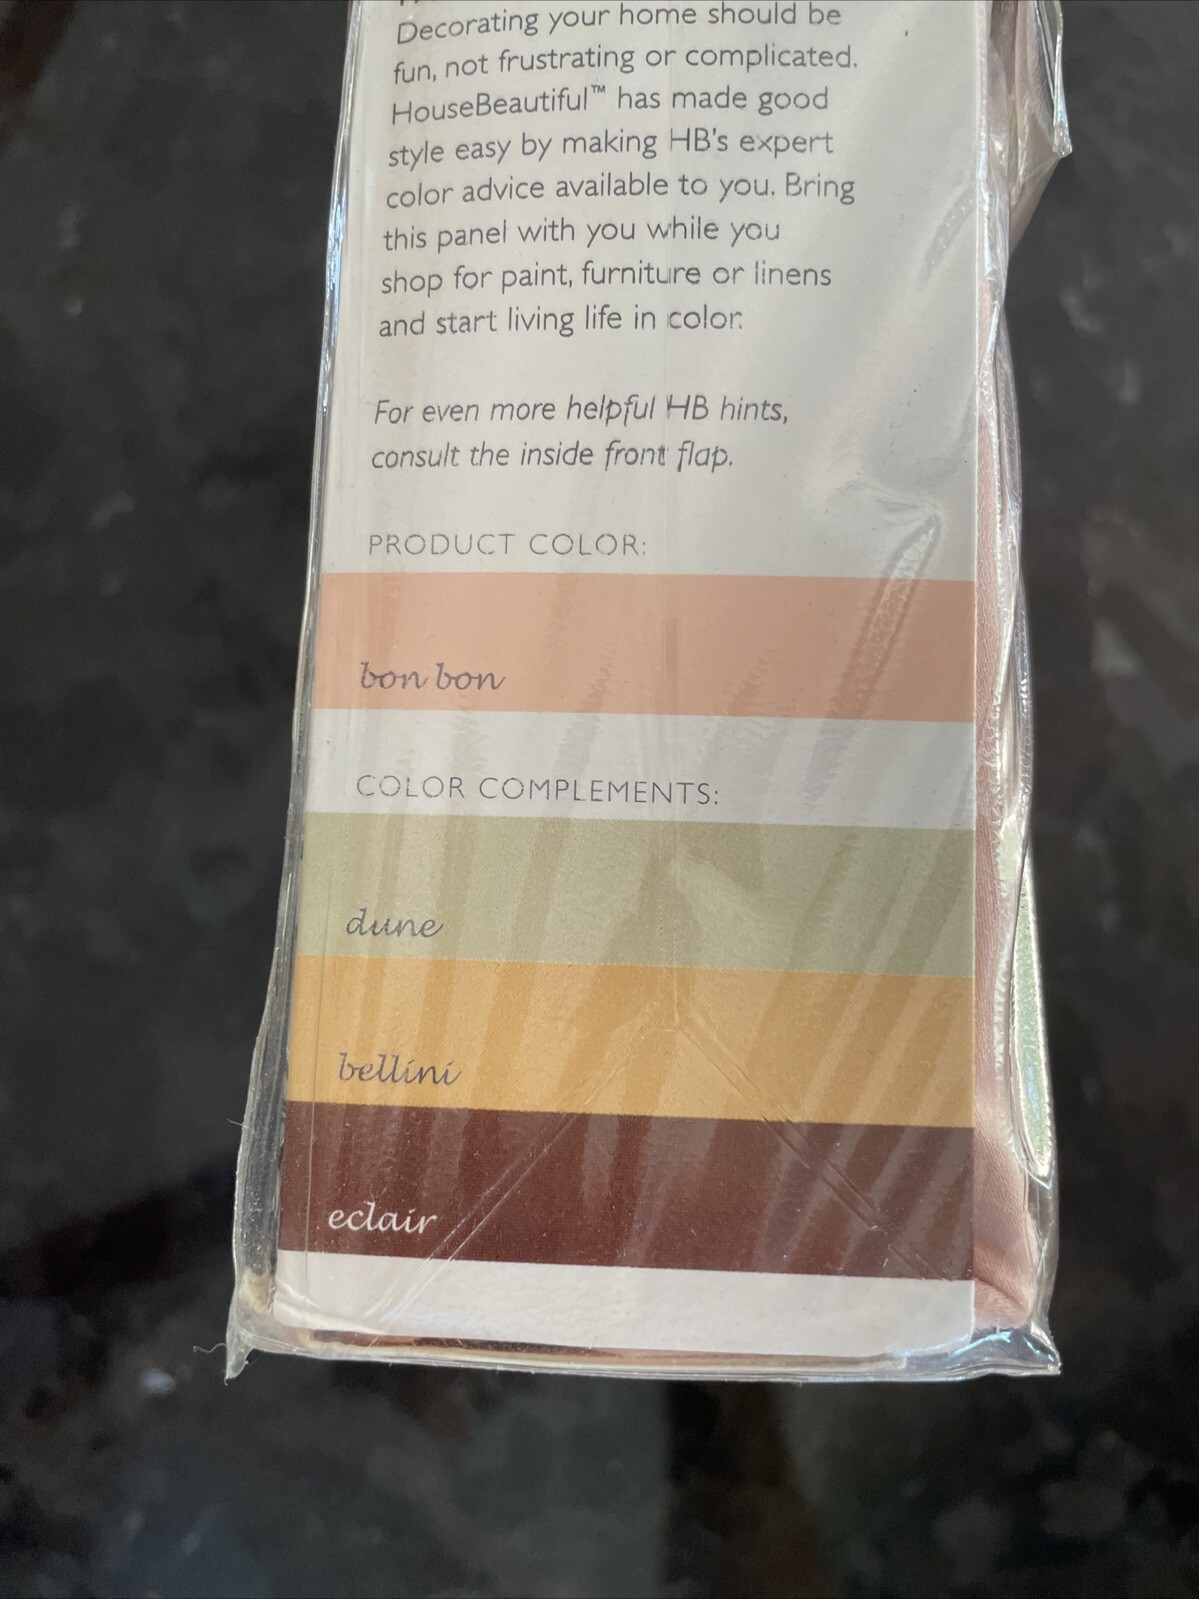 Decorating your home should be
fun, not frustrating or complicated.
HouseBeautiful™ has made good
style easy by making HB's expert
color advice available to you. Bring
this panel with you while you
shop for paint, furniture or linens
and start living life in color.
For even more helpful HB hints,
consult the inside front flap.
PRODUCT COLOR:
bon bon
COLOR COMPLEMENTS:
dune
bellini
eclair